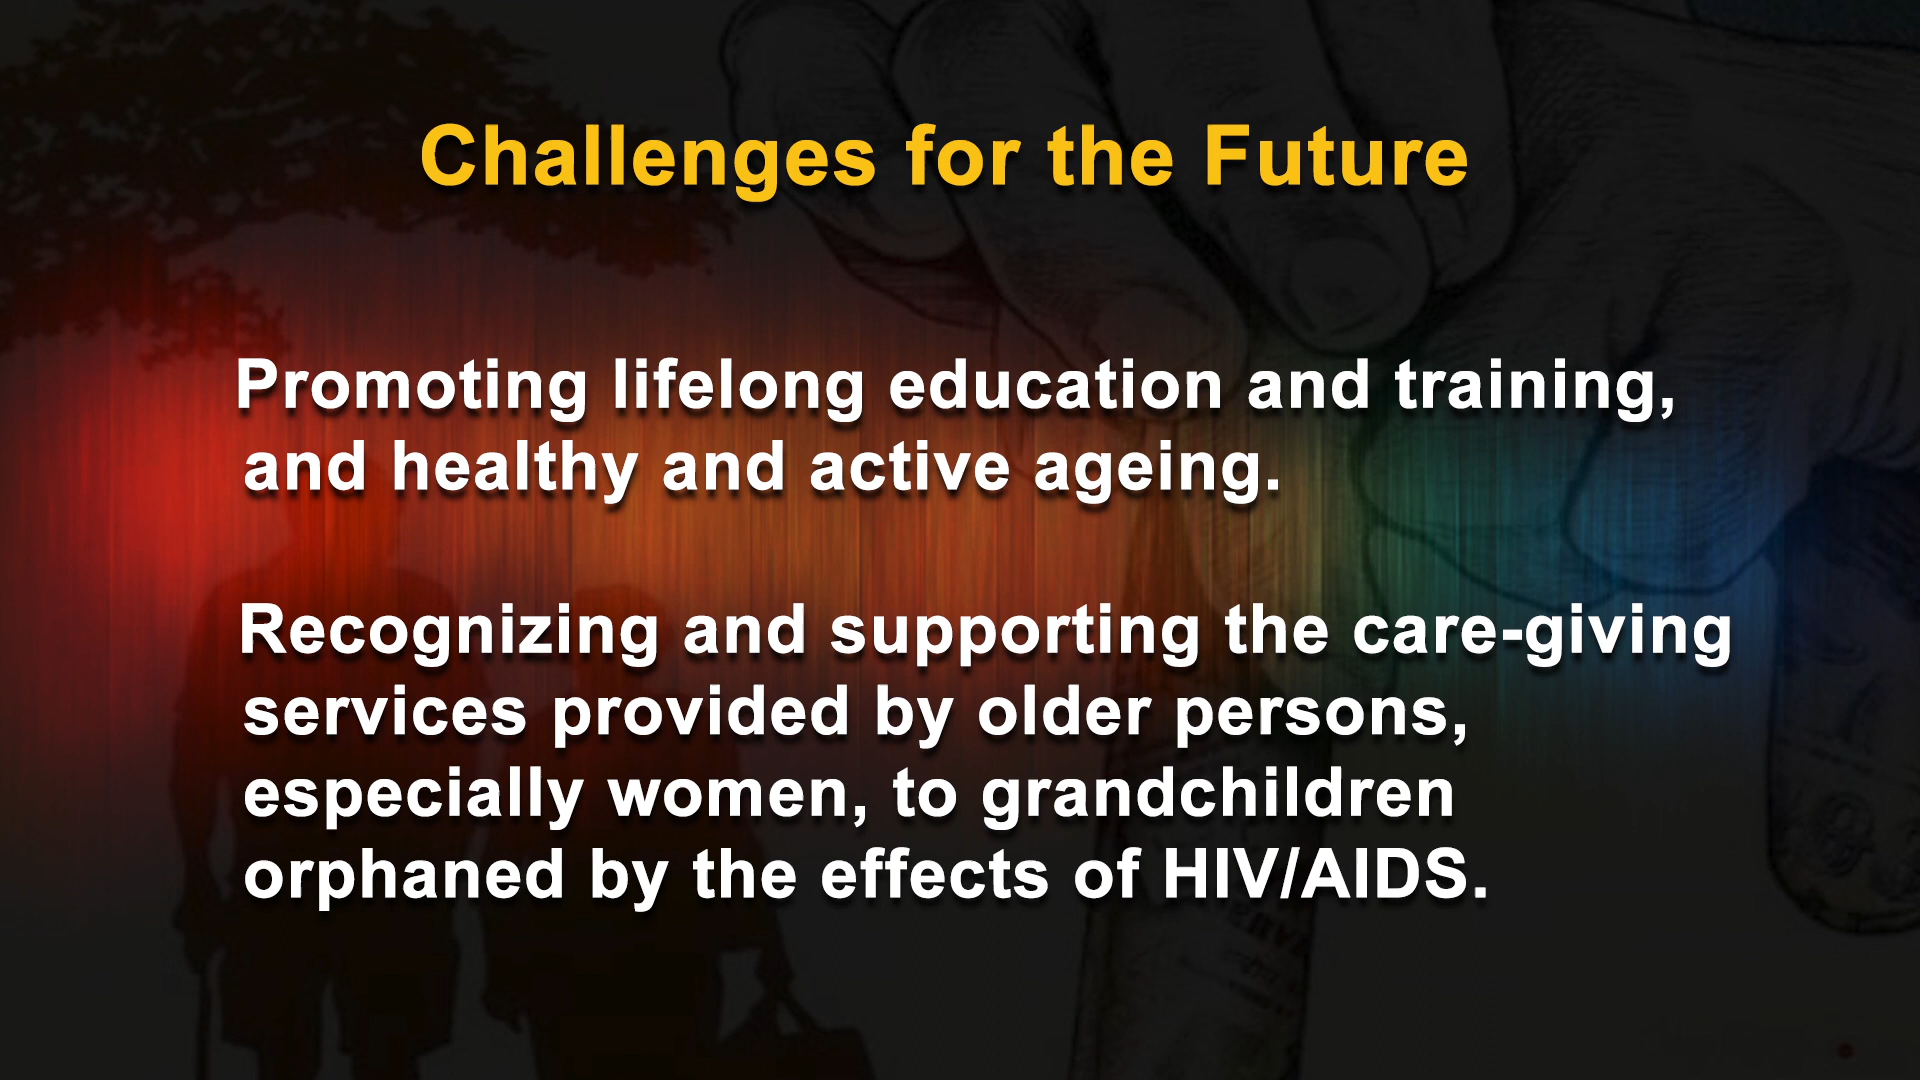 Challenges for the Future
Promoting lifelong education and training,
and healthy and active ageing.
Recognizing and supporting the care-giving
services provided by older persons,
especially women, to grandchildren
orphaned by the effects of HIV/AIDS.